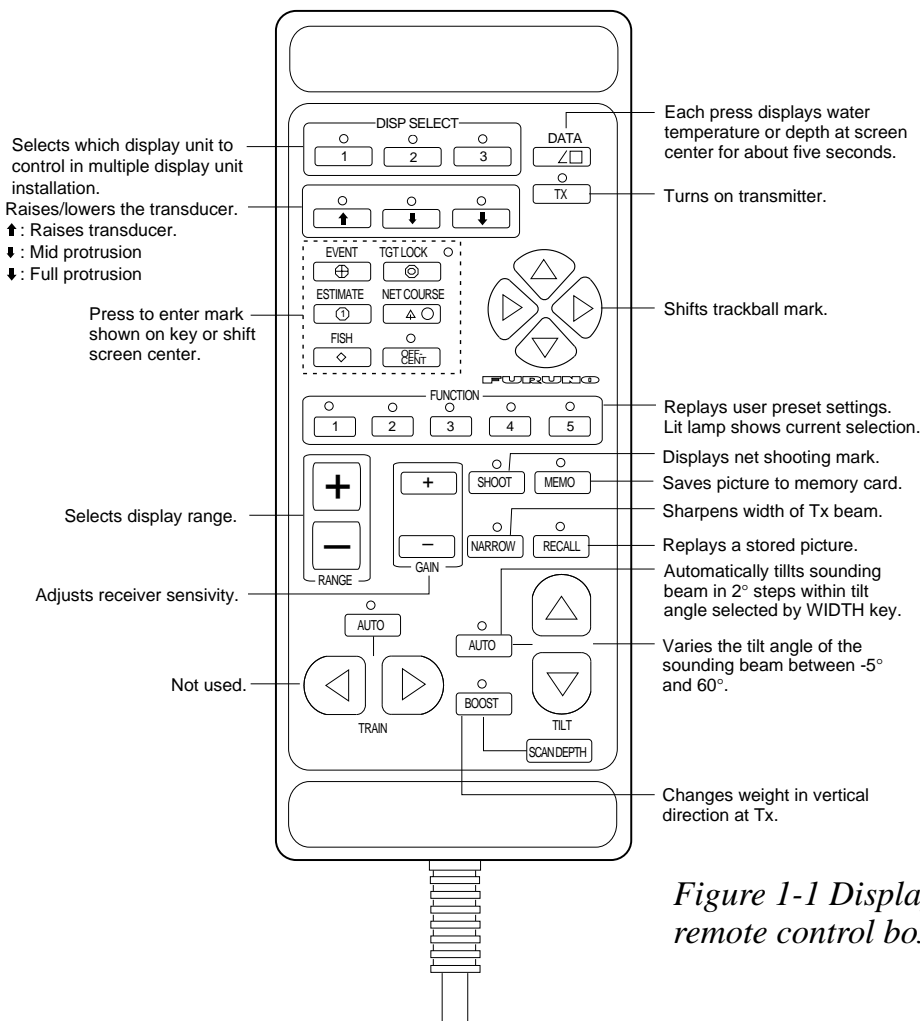 Selects which display unit to
control in multiple display unit
installation.
Raises/lowers the transducer.
⬆: Raises transducer.
⬇: Mid protrusion
⬇: Full protrusion
Press to enter mark
shown on key or shift
screen center.
Selects display range.
Adjusts receiver sensivity.
Not used.
DISP SELECT
1 2 3
DATA
TX
EVENT TGT LOCK
ESTIMATE NET COURSE
1
FISH
OFF-
CENT
FURUNO
FUNCTION
1 2 3 4 5
+ + SHOOT MEMO
− − NARROW RECALL
RANGE GAIN
AUTO
AUTO
BOOST
TRAIN TILT
SCAN DEPTH
Each press displays water
temperature or depth at screen
center for about five seconds.
Turns on transmitter.
Shifts trackball mark.
Replays user preset settings.
Lit lamp shows current selection.
Displays net shooting mark.
Saves picture to memory card.
Sharpens width of Tx beam.
Replays a stored picture.
Automatically tillts sounding
beam in 2° steps within tilt
angle selected by WIDTH key.
Varies the tilt angle of the
sounding beam between -5°
and 60°.
Changes weight in vertical
direction at Tx.
Figure 1-1 Displa
remote control bo